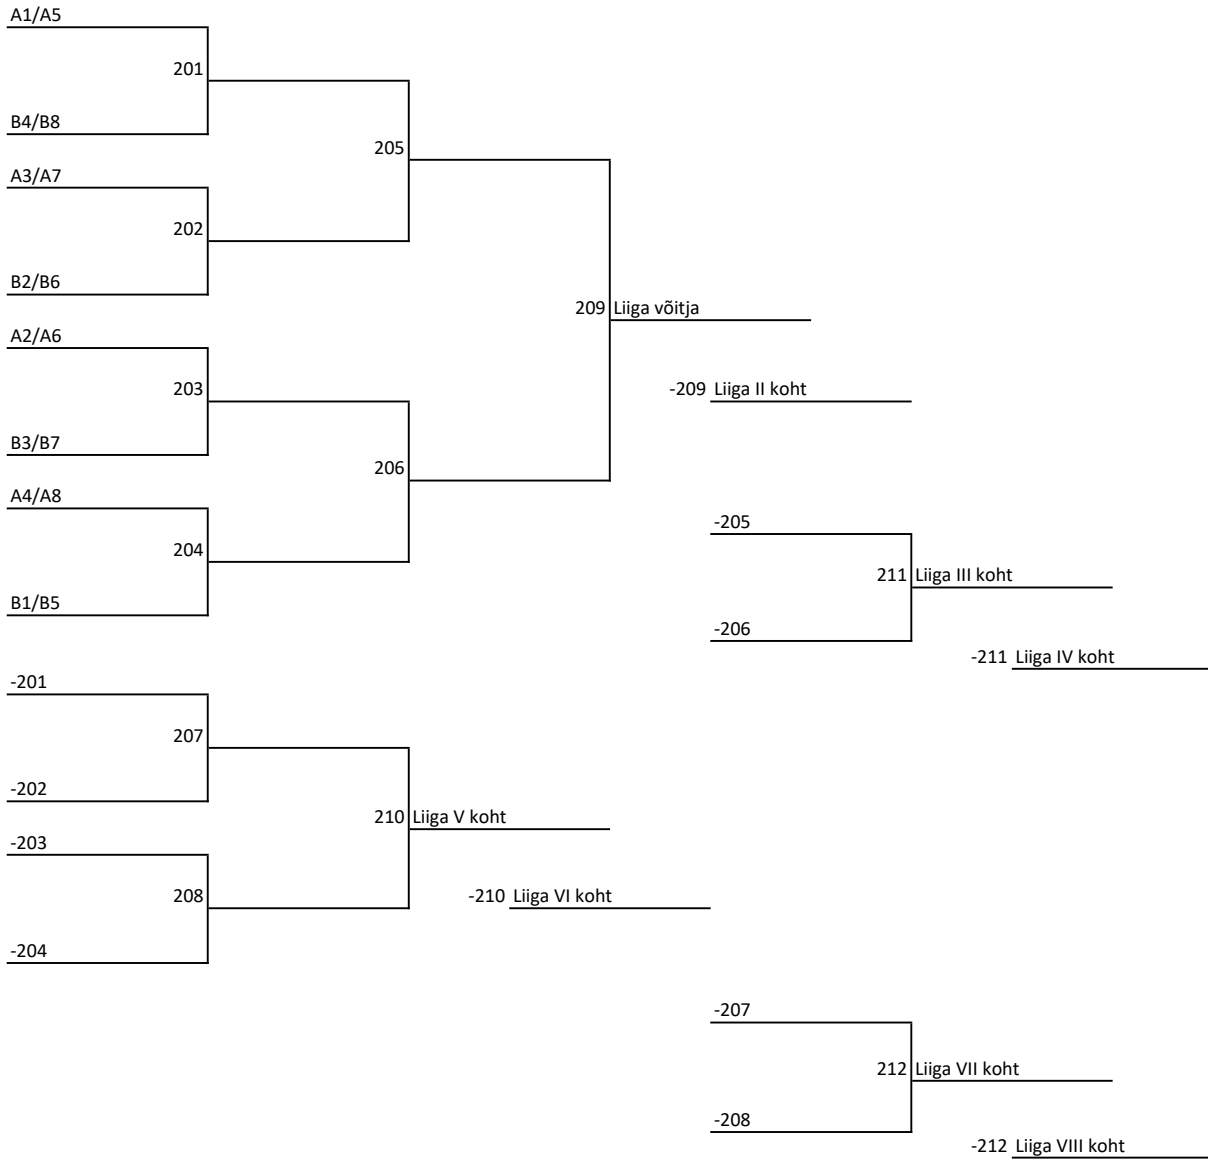 A1/A5
201
B4/B8
205
A3/A7
202
B2/B6
209 Liiga võitja
A2/A6
203
-209 Liiga II koht
B3/B7
206
A4/A8
-205
204
211 Liiga III koht
B1/B5
-206
-211 Liiga IV koht
-201
207
-202
210 Liiga V koht
-203
208
-210 Liiga VI koht
-204
-207
212 Liiga VII koht
-208
-212 Liiga VIII koht